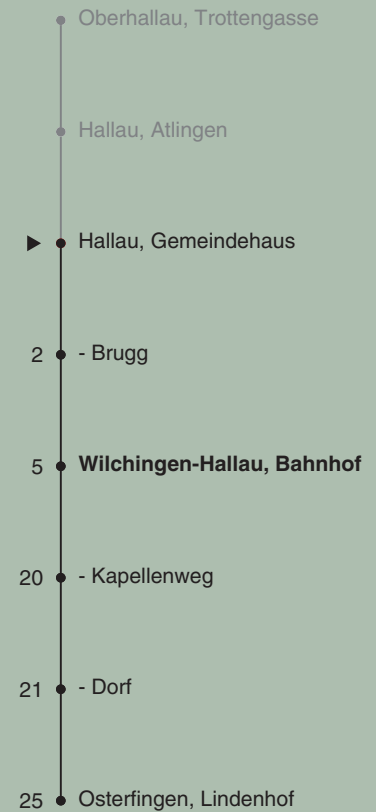 Oberhallau, Trottengasse
Hallau, Atlingen
Hallau, Gemeindehaus
2 - Brugg
5 Wilchingen-Hallau, Bahnhof
20 - Kapellenweg
21 - Dorf
25 Osterfingen, Lindenhof